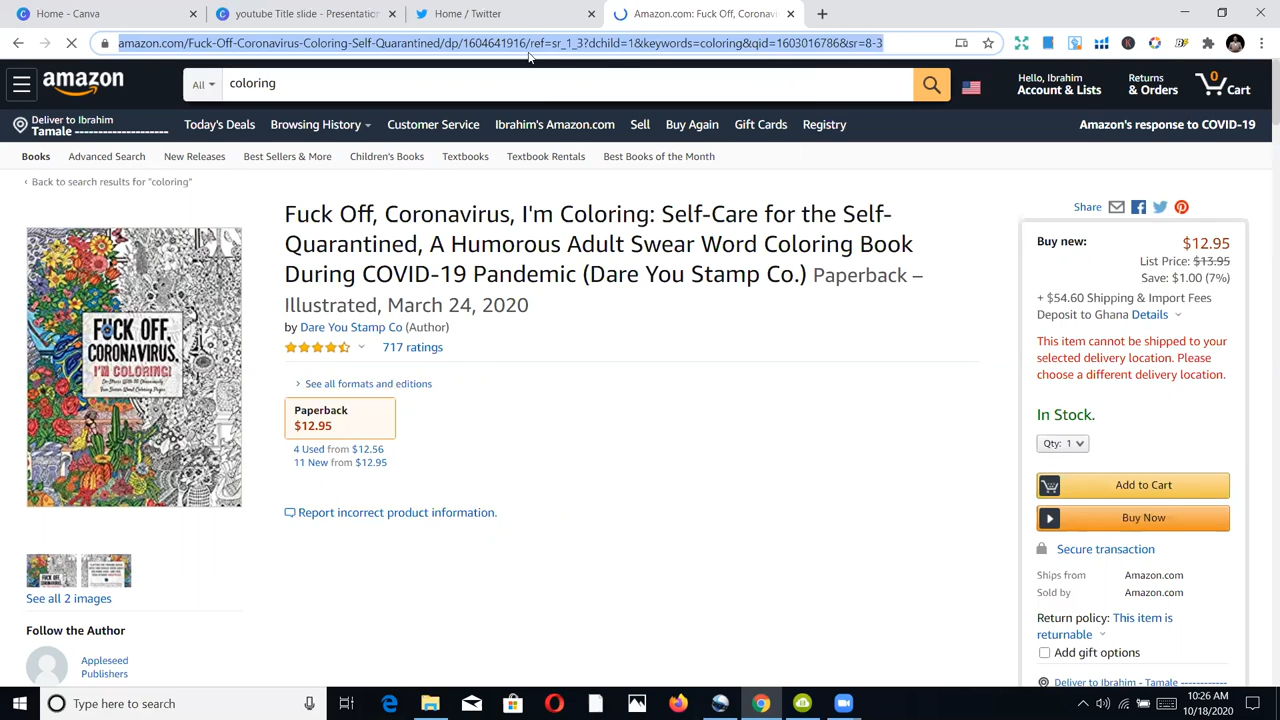 Home - Canva
youtube Title slide - Presentation
Home / Twitter
Amazon.com: Fuck Off, Coronavi
amazon.com/Fuck-Off-Coronavirus-Coloring-Self-Quarantined/dp/1604641916/ref=sr_1_3?dchild=1&keywords=coloring&qid=1603016786&sr=8-3
amazon
All
coloring
Hello, Ibrahim
Account & Lists
Returns
& Orders
0
Cart
Deliver to Ibrahim
Tamale --------------------
Today's Deals
Browsing History
Customer Service
Ibrahim's Amazon.com
Sell
Buy Again
Gift Cards
Registry
Amazon's response to COVID-19
Books
Advanced Search
New Releases
Best Sellers & More
Children's Books
Textbooks
Textbook Rentals
Best Books of the Month
‹ Back to search results for "coloring"
Fuck Off, Coronavirus, I'm Coloring: Self-Care for the Self-
Quarantined, A Humorous Adult Swear Word Coloring Book
During COVID-19 Pandemic (Dare You Stamp Co.) Paperback –
Illustrated, March 24, 2020
by Dare You Stamp Co (Author)
717 ratings
› See all formats and editions
Paperback
$12.95
4 Used from $12.56
11 New from $12.95
Report incorrect product information.
FUCK OFF,
CORONAVIRUS.
I'M COLORING!
See all 2 images
Follow the Author
Appleseed
Publishers
Share
Buy new:
$12.95
List Price: $13.95
Save: $1.00 (7%)
+ $54.60 Shipping & Import Fees
Deposit to Ghana Details
This item cannot be shipped to your
selected delivery location. Please
choose a different delivery location.
In Stock.
Qty: 1
Add to Cart
Buy Now
Secure transaction
Ships from
Amazon.com
Sold by
Amazon.com
Return policy: This item is
returnable
Add gift options
Deliver to Ibrahim - Tamale -----------
Type here to search
10:26 AM
10/18/2020